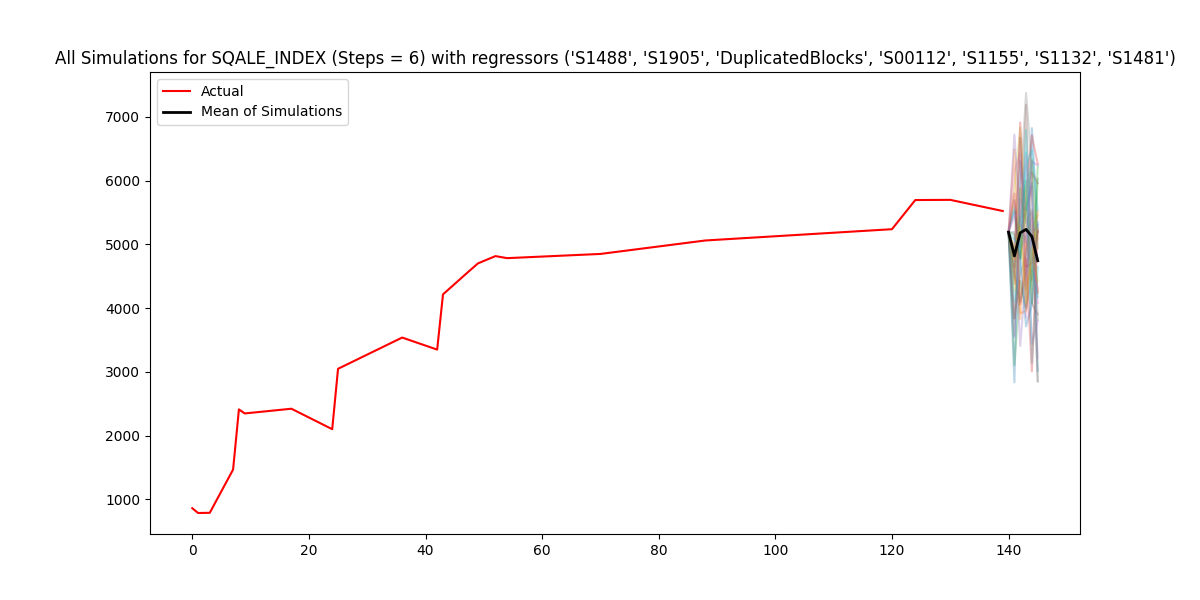 All Simulations for SQALE_INDEX (Steps = 6) with regressors ('S1488', 'S1905', 'DuplicatedBlocks', 'S00112', 'S1155', 'S1132', 'S1481')
Actual
Mean of Simulations
7000
6000
5000
4000
3000
2000
1000
0 20 40 60 80 100 120 140